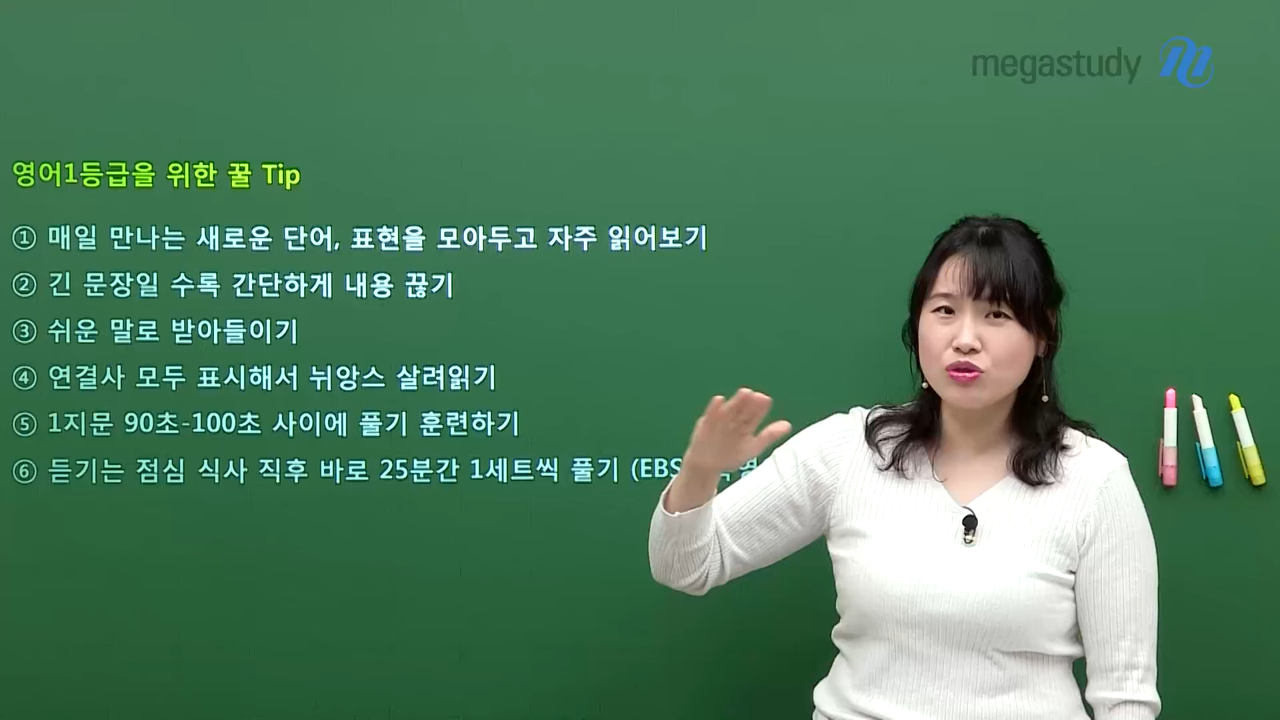 megastudy
영어1등급을 위한 꿀 Tip
① 매일 만나는 새로운 단어, 표현을 모아두고 자주 읽어보기
② 긴 문장일 수록 간단하게 내용 끊기
③ 쉬운 말로 받아들이기
④ 연결사 모두 표시해서 뉘앙스 살려읽기
⑤ 1지문 90초-100초 사이에 풀기 훈련하기
⑥ 듣기는 점심 식사 직후 바로 25분간 1세트씩 풀기 (EBS